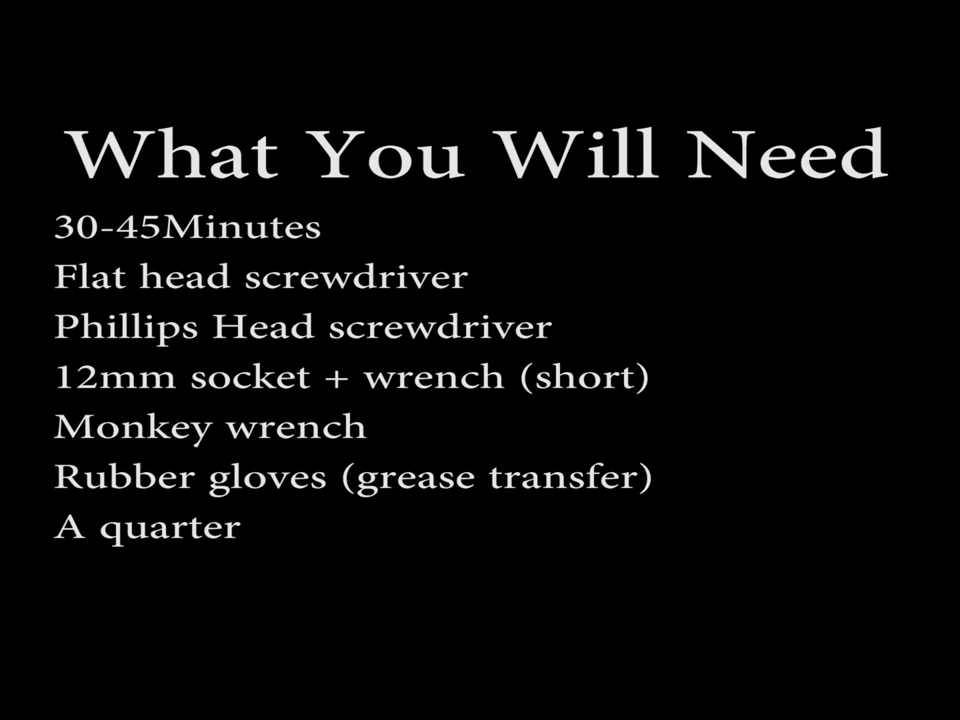 What You Will Need
30-45Minutes
Flat head screwdriver
Phillips Head screwdriver
12mm socket + wrench (short)
Monkey wrench
Rubber gloves (grease transfer)
A quarter